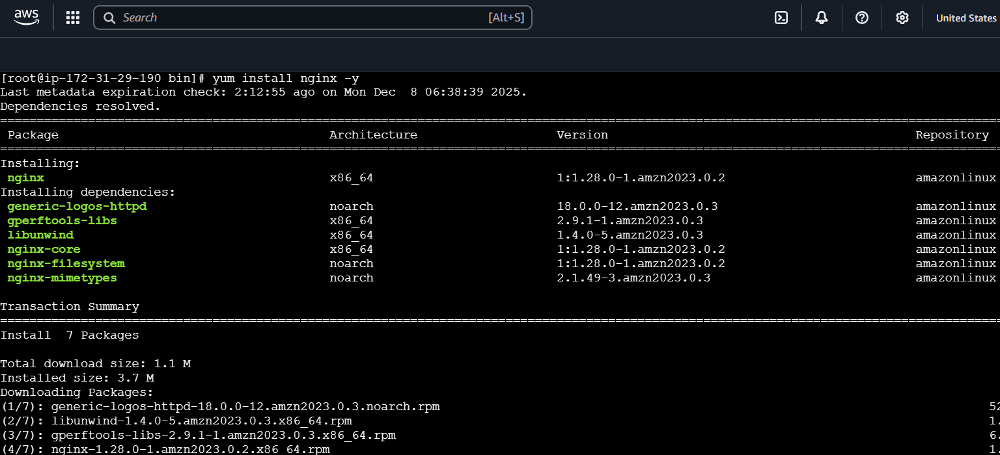 aws
Search [Alt+S]
United States
[root@ip-172-31-29-190 bin]# yum install nginx -y
Last metadata expiration check: 2:12:55 ago on Mon Dec  8 06:38:39 2025.
Dependencies resolved.
================================================================================
Package Architecture Version Repository
================================================================================
Installing:
nginx x86_64 1:1.28.0-1.amzn2023.0.2 amazonlinux
Installing dependencies:
generic-logos-httpd noarch 18.0.0-12.amzn2023.0.3 amazonlinux
gperftools-libs x86_64 2.9.1-1.amzn2023.0.3 amazonlinux
libunwind x86_64 1.4.0-5.amzn2023.0.3 amazonlinux
nginx-core x86_64 1:1.28.0-1.amzn2023.0.2 amazonlinux
nginx-filesystem noarch 1:1.28.0-1.amzn2023.0.2 amazonlinux
nginx-mimetypes noarch 2.1.49-3.amzn2023.0.3 amazonlinux
Transaction Summary
================================================================================
Install  7 Packages
Total download size: 1.1 M
Installed size: 3.7 M
Downloading Packages:
(1/7): generic-logos-httpd-18.0.0-12.amzn2023.0.3.noarch.rpm 52
(2/7): libunwind-1.4.0-5.amzn2023.0.3.x86_64.rpm 1.
(3/7): gperftools-libs-2.9.1-1.amzn2023.0.3.x86_64.rpm 6.
(4/7): nginx-1.28.0-1.amzn2023.0.2.x86_64.rpm 1.